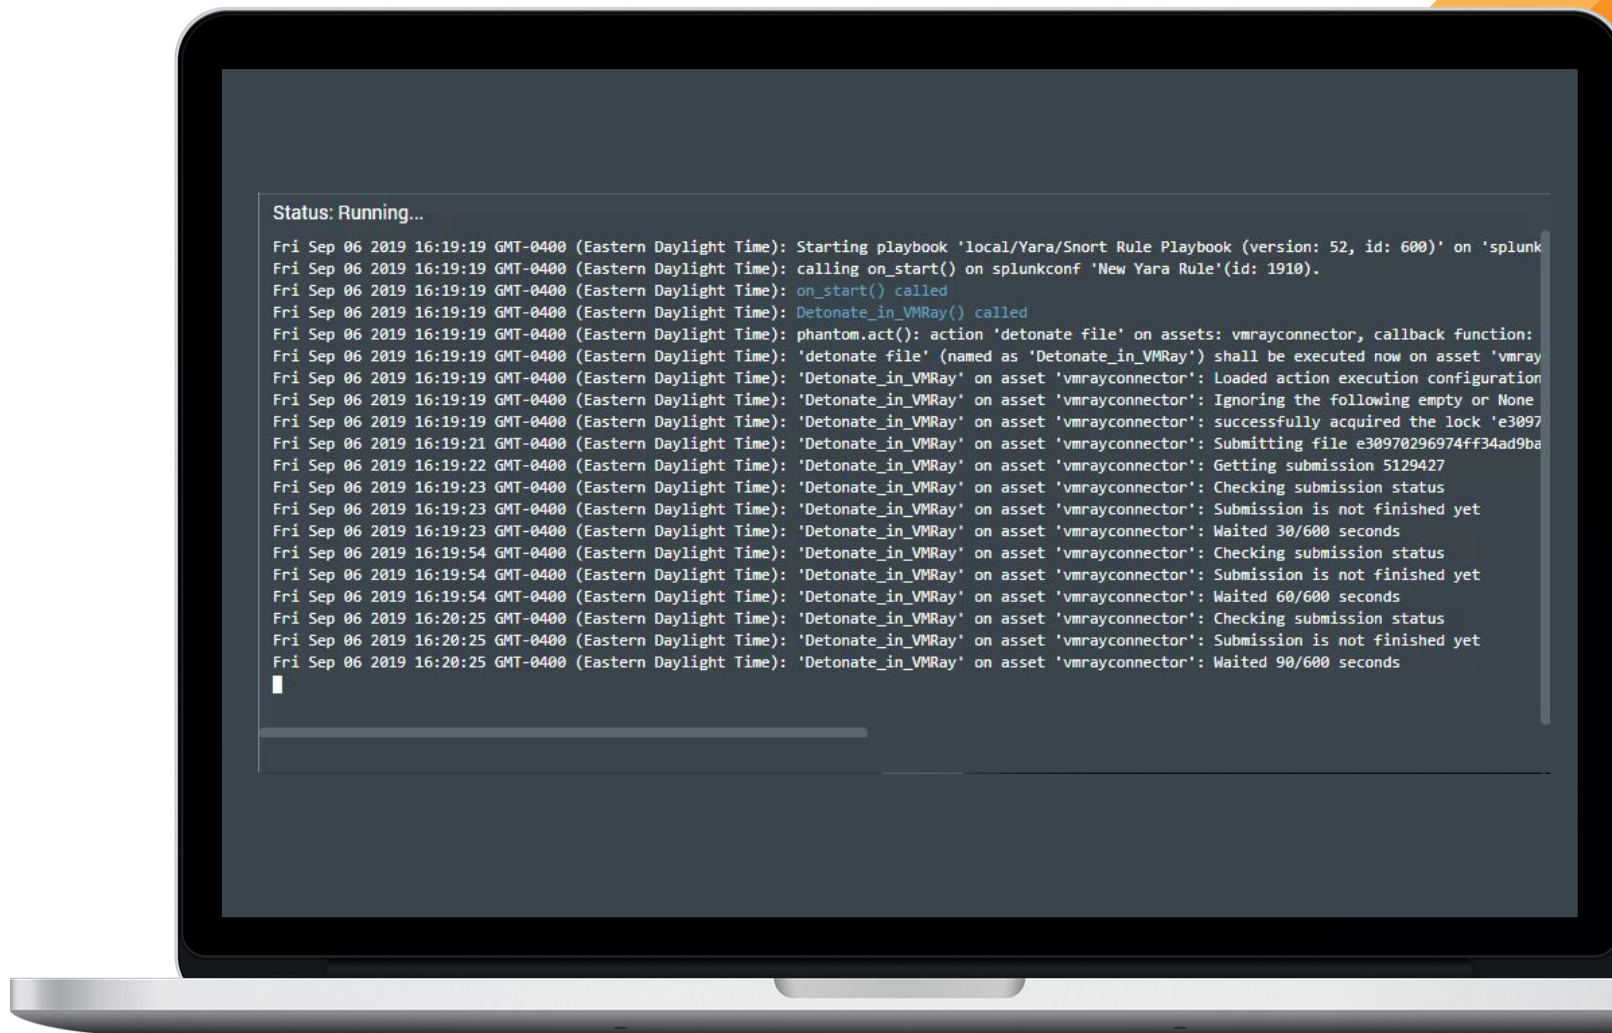 Status: Running...
Fri Sep 06 2019 16:19:19 GMT-0400 (Eastern Daylight Time): Starting playbook 'local/Yara/Snort Rule Playbook (version: 52, id: 600)' on 'splunk
Fri Sep 06 2019 16:19:19 GMT-0400 (Eastern Daylight Time): calling on_start() on splunkconf 'New Yara Rule'(id: 1910).
Fri Sep 06 2019 16:19:19 GMT-0400 (Eastern Daylight Time): on_start() called
Fri Sep 06 2019 16:19:19 GMT-0400 (Eastern Daylight Time): Detonate_in_VMRay() called
Fri Sep 06 2019 16:19:19 GMT-0400 (Eastern Daylight Time): phantom.act(): action 'detonate file' on assets: vmrayconnector, callback function:
Fri Sep 06 2019 16:19:19 GMT-0400 (Eastern Daylight Time): 'detonate file' (named as 'Detonate_in_VMRay') shall be executed now on asset 'vmray
Fri Sep 06 2019 16:19:19 GMT-0400 (Eastern Daylight Time): 'Detonate_in_VMRay' on asset 'vmrayconnector': Loaded action execution configuration
Fri Sep 06 2019 16:19:19 GMT-0400 (Eastern Daylight Time): 'Detonate_in_VMRay' on asset 'vmrayconnector': Ignoring the following empty or None
Fri Sep 06 2019 16:19:19 GMT-0400 (Eastern Daylight Time): 'Detonate_in_VMRay' on asset 'vmrayconnector': successfully acquired the lock 'e3097
Fri Sep 06 2019 16:19:21 GMT-0400 (Eastern Daylight Time): 'Detonate_in_VMRay' on asset 'vmrayconnector': Submitting file e30970296974ff34ad9ba
Fri Sep 06 2019 16:19:22 GMT-0400 (Eastern Daylight Time): 'Detonate_in_VMRay' on asset 'vmrayconnector': Getting submission 5129427
Fri Sep 06 2019 16:19:23 GMT-0400 (Eastern Daylight Time): 'Detonate_in_VMRay' on asset 'vmrayconnector': Checking submission status
Fri Sep 06 2019 16:19:23 GMT-0400 (Eastern Daylight Time): 'Detonate_in_VMRay' on asset 'vmrayconnector': Submission is not finished yet
Fri Sep 06 2019 16:19:23 GMT-0400 (Eastern Daylight Time): 'Detonate_in_VMRay' on asset 'vmrayconnector': Waited 30/600 seconds
Fri Sep 06 2019 16:19:54 GMT-0400 (Eastern Daylight Time): 'Detonate_in_VMRay' on asset 'vmrayconnector': Checking submission status
Fri Sep 06 2019 16:19:54 GMT-0400 (Eastern Daylight Time): 'Detonate_in_VMRay' on asset 'vmrayconnector': Submission is not finished yet
Fri Sep 06 2019 16:19:54 GMT-0400 (Eastern Daylight Time): 'Detonate_in_VMRay' on asset 'vmrayconnector': Waited 60/600 seconds
Fri Sep 06 2019 16:20:25 GMT-0400 (Eastern Daylight Time): 'Detonate_in_VMRay' on asset 'vmrayconnector': Checking submission status
Fri Sep 06 2019 16:20:25 GMT-0400 (Eastern Daylight Time): 'Detonate_in_VMRay' on asset 'vmrayconnector': Submission is not finished yet
Fri Sep 06 2019 16:20:25 GMT-0400 (Eastern Daylight Time): 'Detonate_in_VMRay' on asset 'vmrayconnector': Waited 90/600 seconds